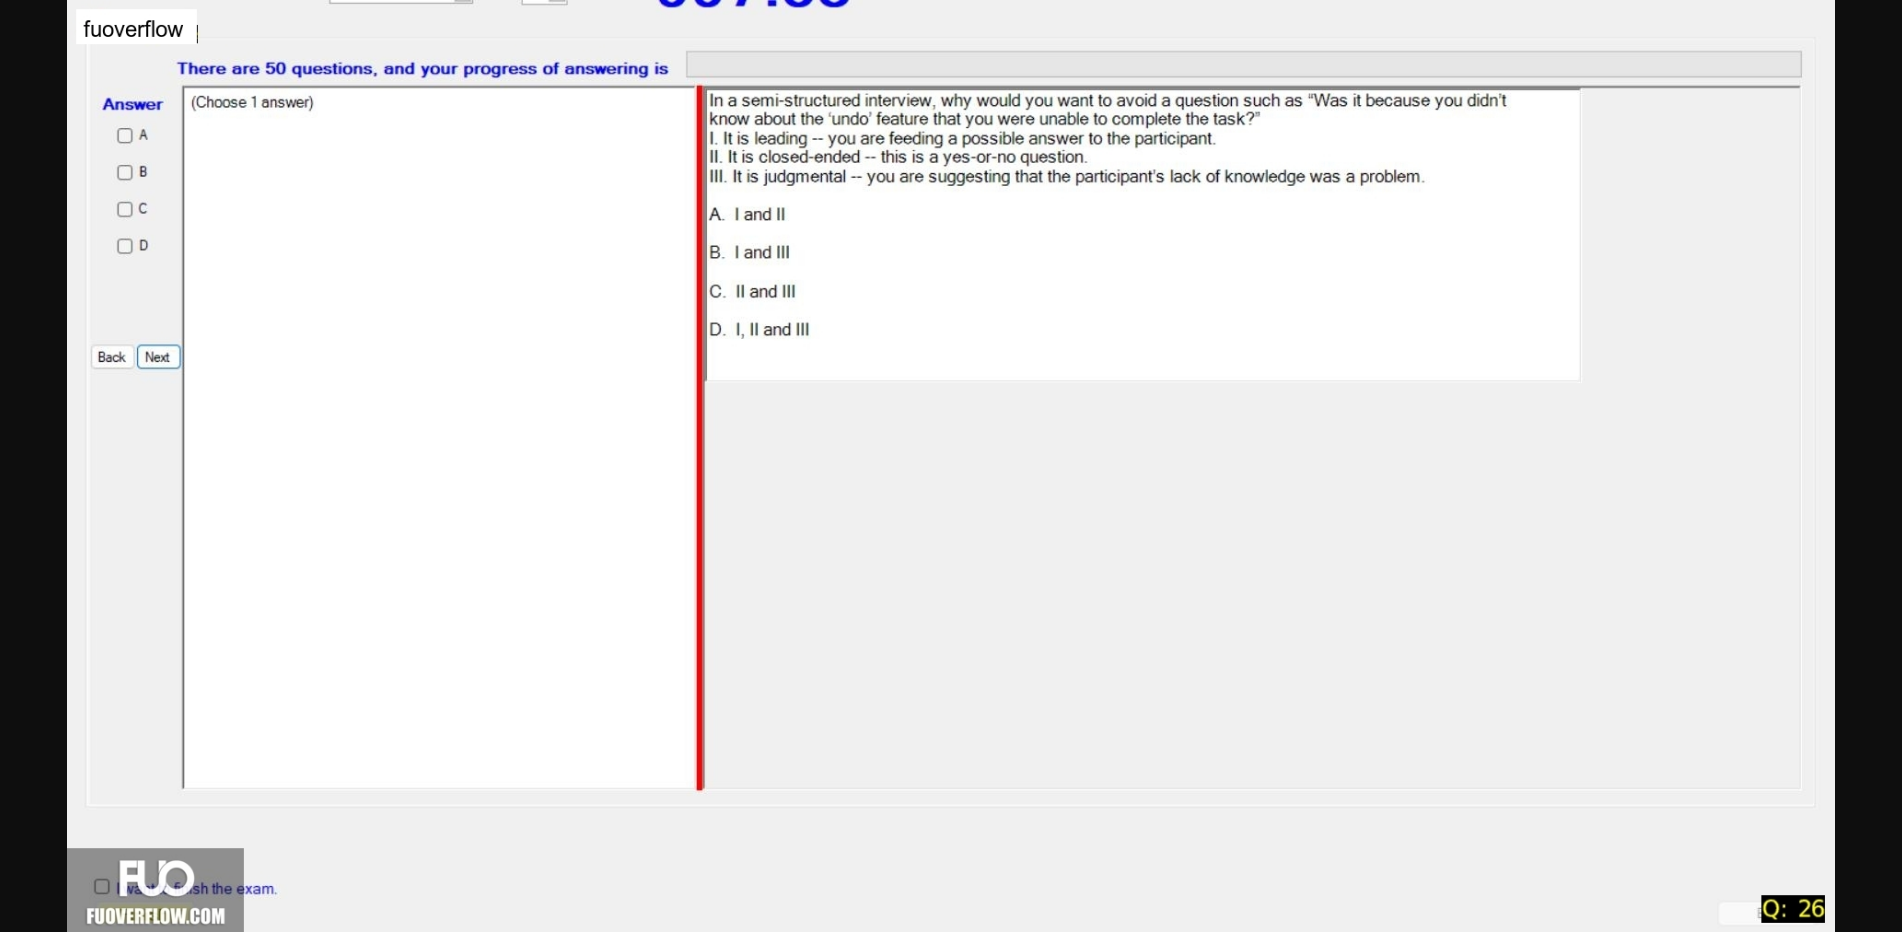 fuoverflow
There are 50 questions, and your progress of answering is
Answer
(Choose 1 answer)
A
B
C
D
Back
Next
In a semi-structured interview, why would you want to avoid a question such as “Was it because you didn’t
know about the ‘undo’ feature that you were unable to complete the task?”
I. It is leading -- you are feeding a possible answer to the participant.
II. It is closed-ended -- this is a yes-or-no question.
III. It is judgmental -- you are suggesting that the participant’s lack of knowledge was a problem.
A. I and II
B. I and III
C. II and III
D. I, II and III
FUO
sh the exam.
FUOVERFLOW.COM
Q: 26